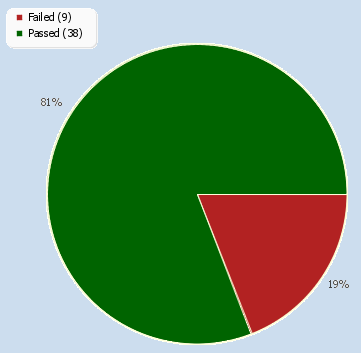 Failed (9)
Passed (38)
81%
19%